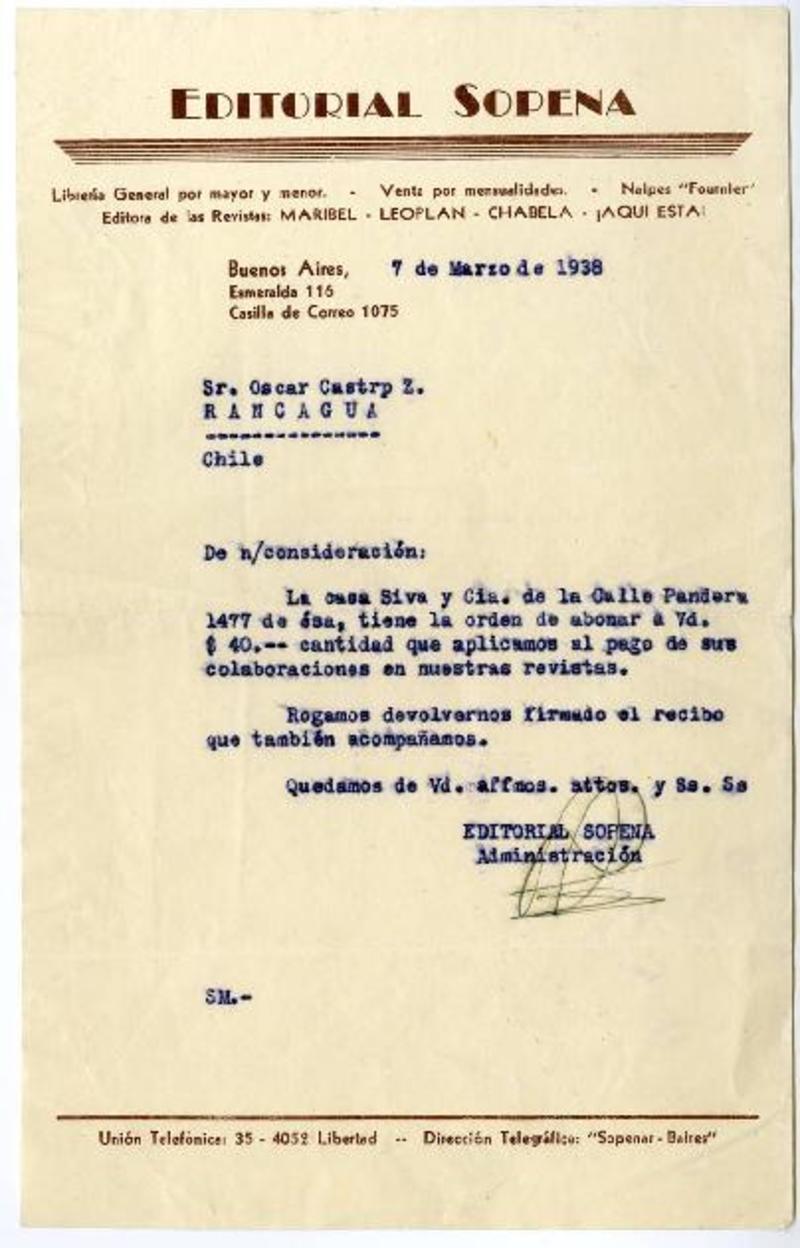 EDITORIAL SOPENA
Librería General por mayor y menor. - Venta por mensualidades. - Naipes "Fournier"
Editora de las Revistas: MARIBEL - LEOPLAN - CHABELA - ¡AQUI ESTA!
Buenos Aires, 7 de Marzo de 1938
Esmeralda 116
Casilla de Correo 1075
Sr. Oscar Castrp Z.
R A N C A G U A
----------------
Chile
De n/consideración:
La casa Siva y Cia. de la Calle Pandera
1477 de ésa, tiene la orden de abonar á Vd.
$ 40.-- cantidad que aplicamos al pago de sus
colaboraciones en nuestras revistas.
Rogamos devolvernos firmado el recibo
que también acompañamos.
Quedamos de Vd. affmos. attos. y Ss. Ss
EDITORIAL SOPENA
Administración
SM.-
Unión Telefónica: 35 - 4052 Libertad -- Dirección Telegráfica: "Sopenar - Baires"